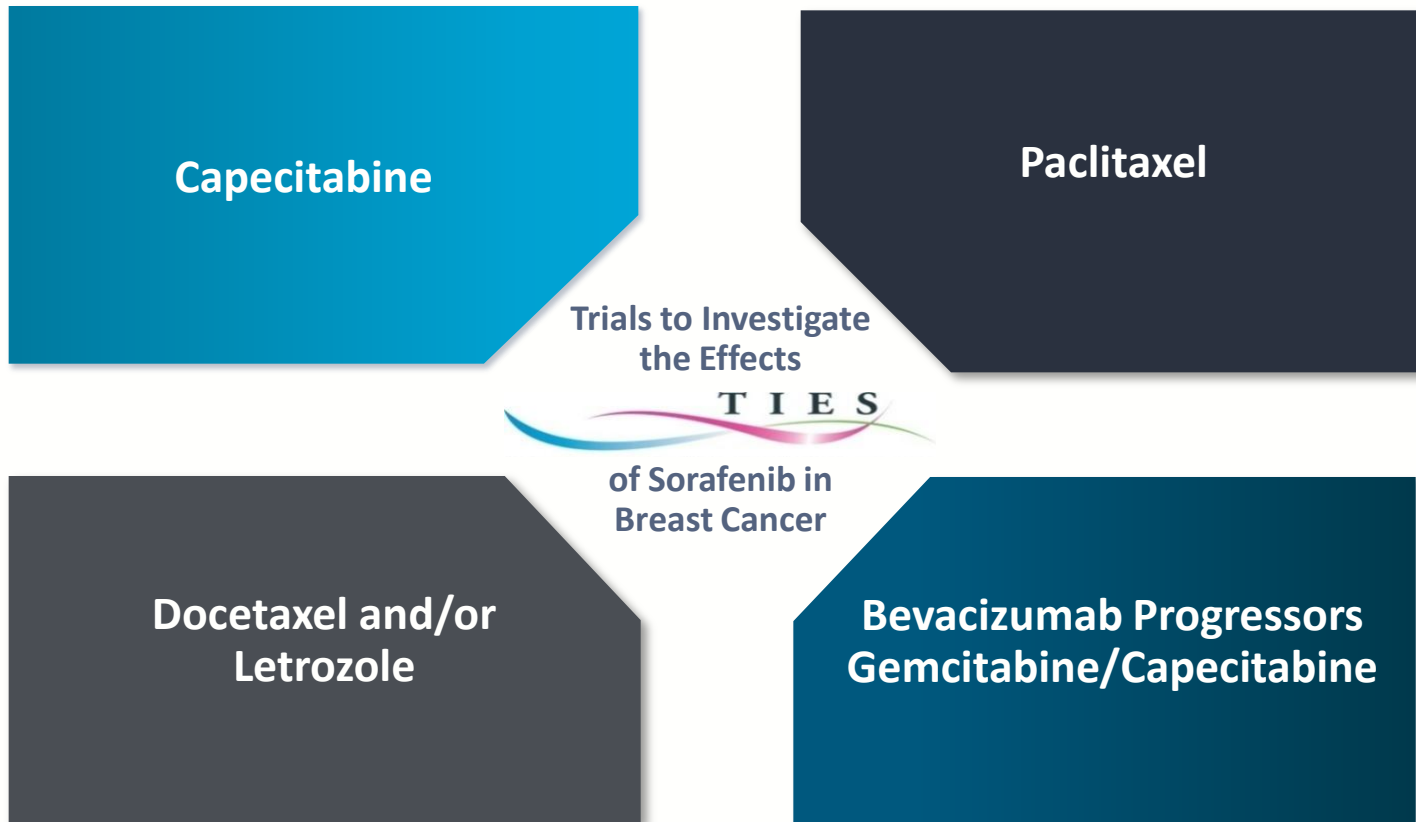 Capecitabine
Paclitaxel
Trials to Investigate
the Effects
T I E S
of Sorafenib in
Breast Cancer
Docetaxel and/or
Letrozole
Bevacizumab Progressors
Gemcitabine/Capecitabine